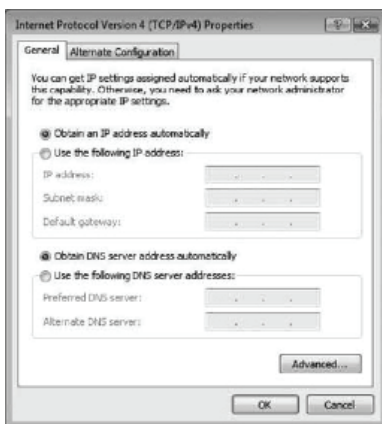 Internet Protocol Version 4 (TCP/IPv4) Properties
General
Alternate Configuration
You can get IP settings assigned automatically if your network supports
this capability. Otherwise, you need to ask your network administrator
for the appropriate IP settings.
Obtain an IP address automatically
Use the following IP address:
IP address:
Subnet mask:
Default gateway:
Obtain DNS server address automatically
Use the following DNS server addresses:
Preferred DNS server:
Alternate DNS server:
Advanced...
OK
Cancel